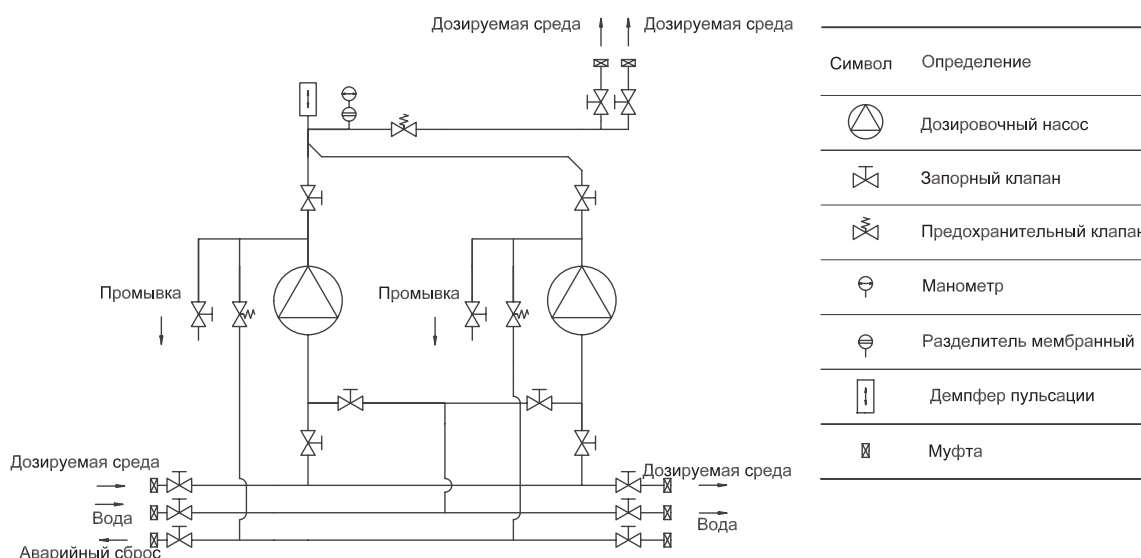 Дозируемая среда
Дозируемая среда
Промывка
Промывка
Дозируемая среда
Вода
Аварийный сброс
Дозируемая среда
Вода
Символ Определение
Дозировочный насос
Запорный клапан
Предохранительный клапан
Манометр
Разделитель мембранный
Демпфер пульсации
Муфта